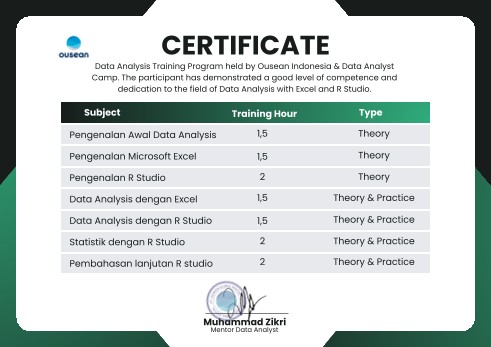 CERTIFICATE
ousean
Data Analysis Training Program held by Ousean Indonesia & Data Analyst
Camp. The participant has demonstrated a good level of competence and
dedication to the field of Data Analysis with Excel and R Studio.
Subject Training Hour Type
Pengenalan Awal Data Analysis 1,5 Theory
Pengenalan Microsoft Excel 1,5 Theory
Pengenalan R Studio 2 Theory
Data Analysis dengan Excel 1,5 Theory & Practice
Data Analysis dengan R Studio 1,5 Theory & Practice
Statistik dengan R Studio 2 Theory & Practice
Pembahasan lanjutan R studio 2 Theory & Practice
Muhammad Zikri
Mentor Data Analyst